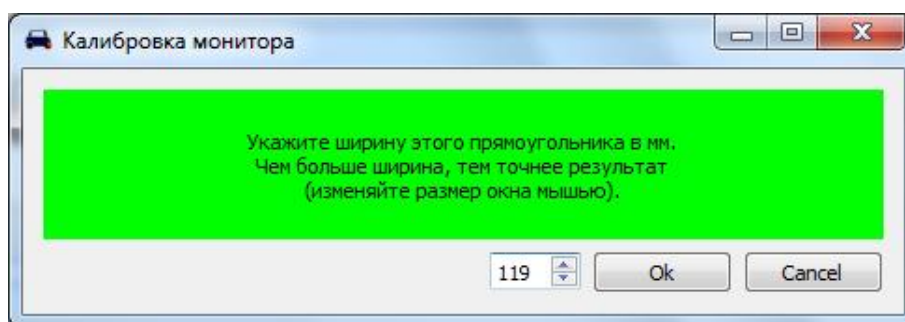 Калибровка монитора
Укажите ширину этого прямоугольника в мм.
Чем больше ширина, тем точнее результат
(изменяйте размер окна мышью).
119 Ok Cancel